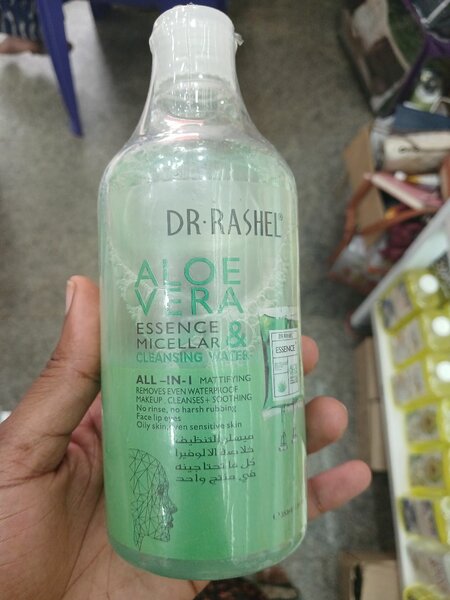 DR·RASHEL®
ALOE
VERA
ESSENCE &
MICELLAR
CLEANSING WATER
ALL-IN-1 MATTIFYING
REMOVES EVEN WATERPROOF
MAKEUP, CLEANSES + SOOTHING
No rinse, no harsh rubbing
Face lip eyes
Oily skin, even sensitive skin
ميسلار التنظيف
خلاصة الالوفيرا
كل ما تحتاجينه
في منتج واحد
DR·RASHEL
ESSENCE